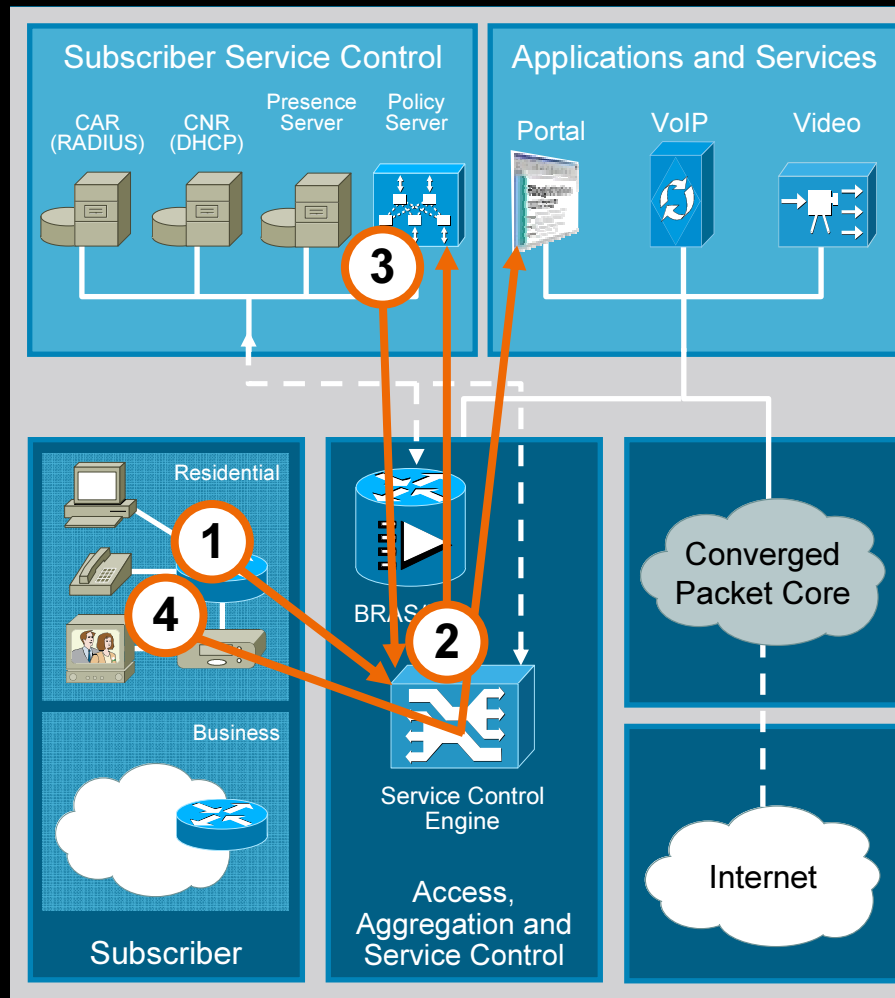 Subscriber Service Control
CAR
(RADIUS)
CNR
(DHCP)
Presence
Server
Policy
Server
Applications and Services
Portal
VoIP
Video
3
Residential
1
4
Business
Subscriber
2
Service Control
Engine
Access,
Aggregation and
Service Control
Converged
Packet Core
Internet